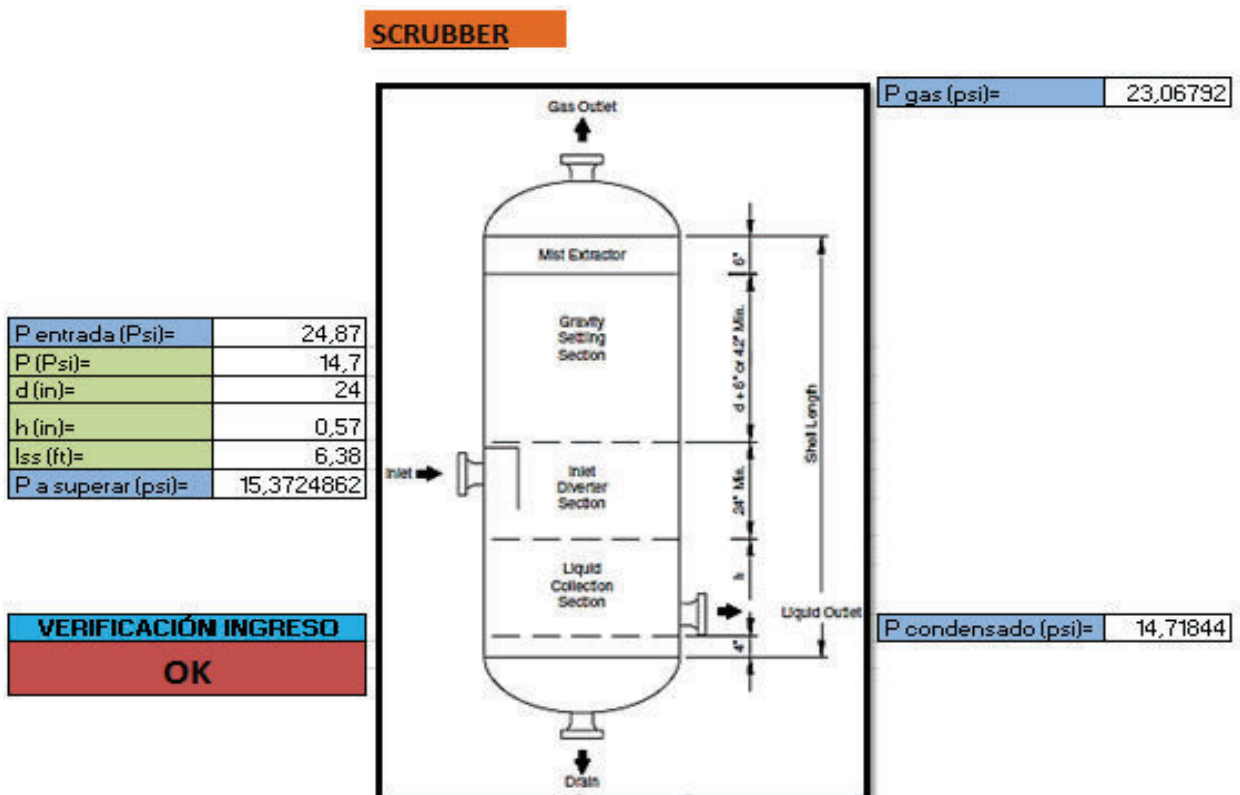 SCRUBBER
P gas (psi)= 23,06792
Gas Outlet
Mist Extractor
6"
Gravity
Settling
Section
d + 6" or 42" Min.
Shell Length
P entrada (Psi)= 24,87
P (Psi)= 14,7
d (in)= 24
h (in)= 0,57
lss (ft)= 6,38
P a superar (psi)= 15,3724862
Inlet
Inlet
Diverter
Section
24" Min.
Liquid
Collection
Section
h
Liquid Outlet
4"
VERIFICACIÓN INGRESO
OK
P condensado (psi)= 14,71844
Drain